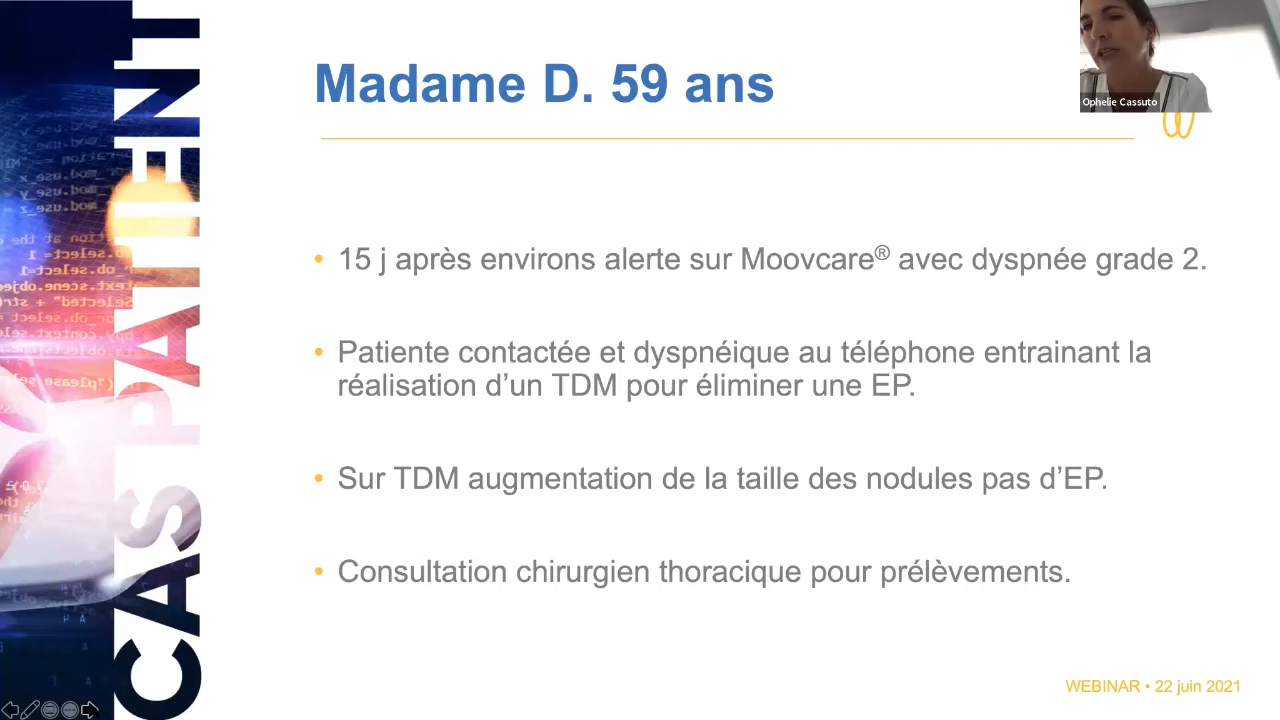 CAS PATIENT
Madame D. 59 ans
Ophelie Cassuto
• 15 j après environs alerte sur Moovcare® avec dyspnée grade 2.
• Patiente contactée et dyspnéique au téléphone entrainant la
réalisation d’un TDM pour éliminer une EP.
• Sur TDM augmentation de la taille des nodules pas d’EP.
• Consultation chirurgien thoracique pour prélèvements.
WEBINAR • 22 juin 2021